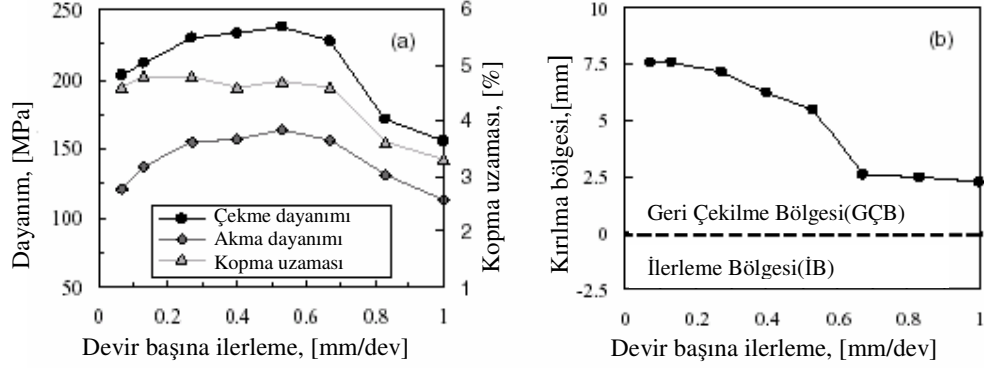 250
200
150
100
50
Dayanım, [MPa]
(a)
6
5
4
3
2
1
Kopma uzaması, [%]
Çekme dayanımı
Akma dayanımı
Kopma uzaması
0 0.2 0.4 0.6 0.8 1
Devir başına ilerleme, [mm/dev]
10
7.5
5
2.5
0
-2.5
Kırılma bölgesi,[mm]
(b)
Geri Çekilme Bölgesi(GÇB)
İlerleme Bölgesi(İB)
0 0.2 0.4 0.6 0.8 1
Devir başına ilerleme, [mm/dev]